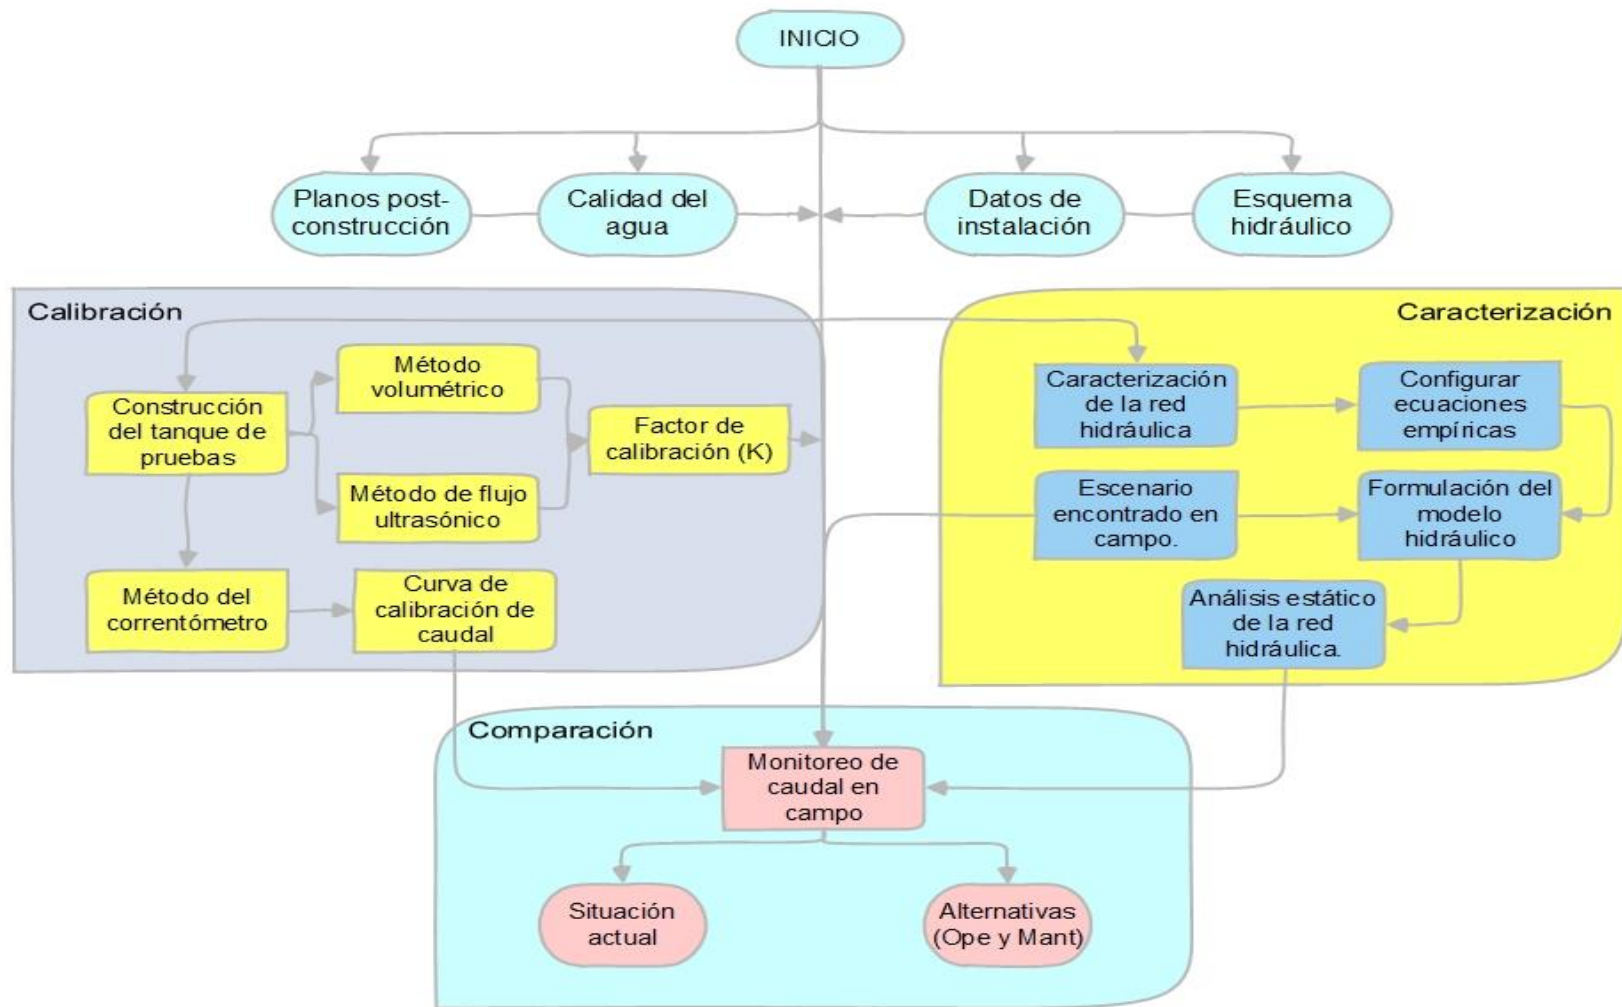 INICIO
Planos post-
construcción
Calidad del
agua
Datos de
instalación
Esquema
hidráulico
Calibración
Método
volumétrico
Construcción
del tanque de
pruebas
Factor de
calibración (K)
Método de flujo
ultrasónico
Método del
correntómetro
Curva de
calibración de
caudal
Caracterización
Caracterización
de la red
hidráulica
Configurar
ecuaciones
empíricas
Escenario
encontrado en
campo.
Formulación del
modelo
hidráulico
Análisis estático
de la red
hidráulica.
Comparación
Monitoreo de
caudal en
campo
Situación
actual
Alternativas
(Ope y Mant)